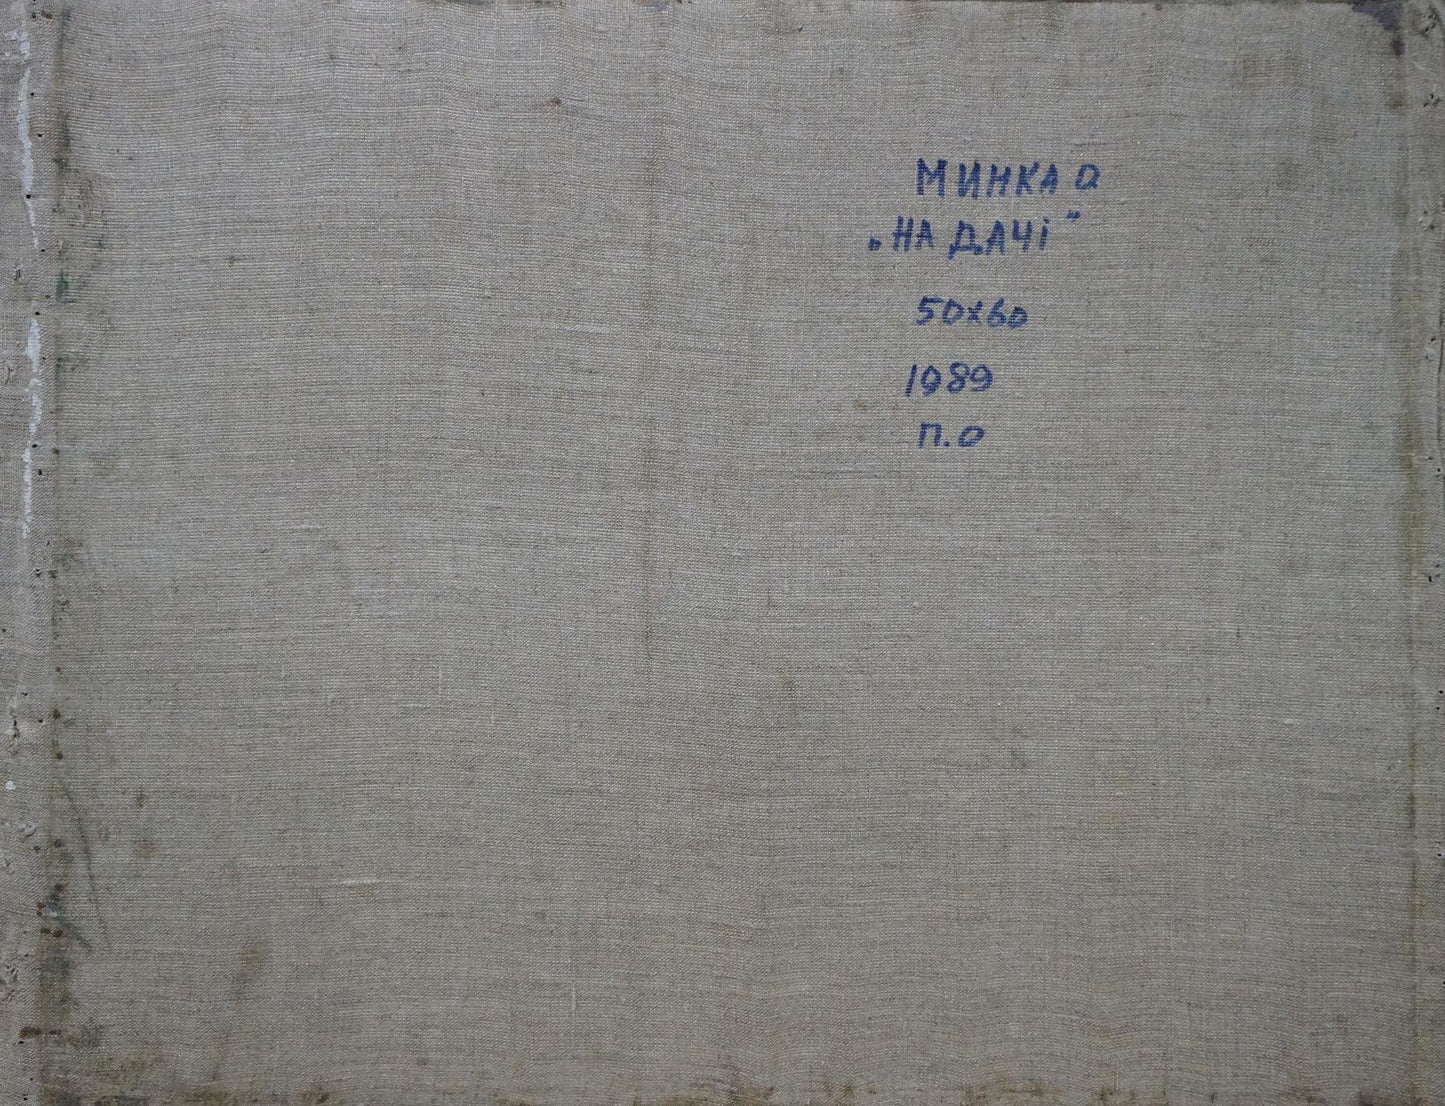 МИНКА О
„НА ДАЧІ"
50х60
1989
П.О